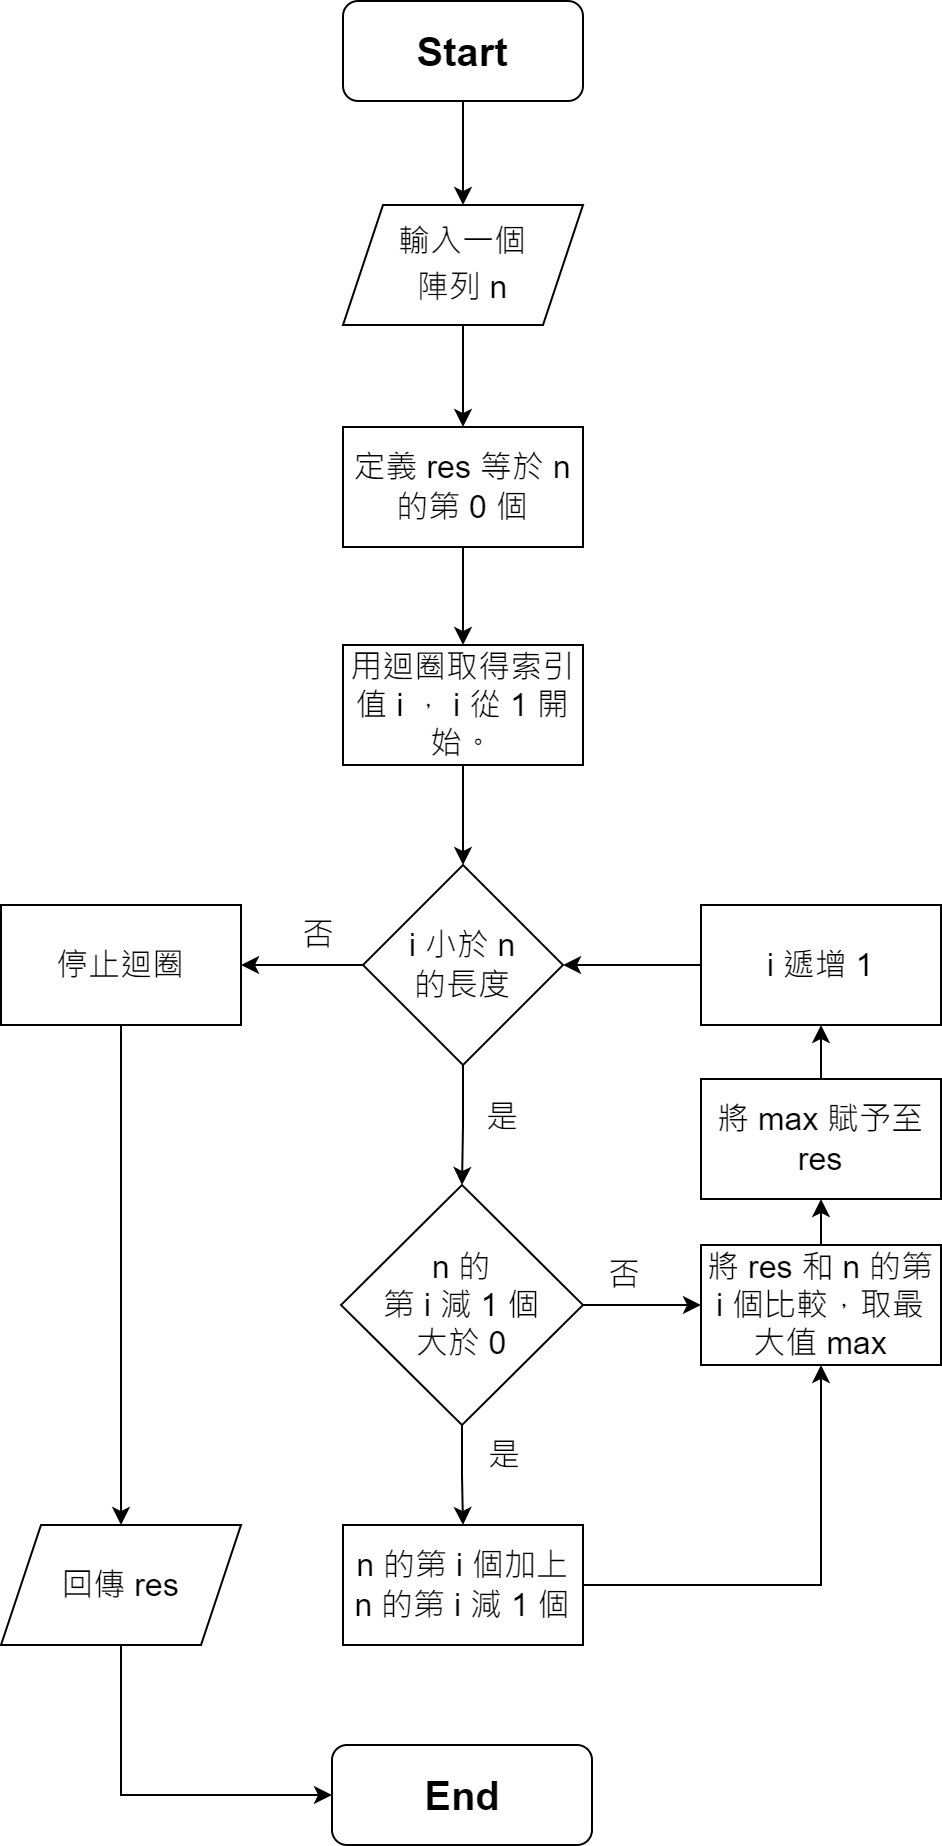 Start
輸入一個
陣列 n
定義 res 等於 n
的第 0 個
用迴圈取得索引
值 i ， i 從 1 開
始。
i 小於 n
的長度
否
停止迴圈
i 遞增 1
是
將 max 賦予至
res
n 的
第 i 減 1 個
大於 0
否
將 res 和 n 的第
i 個比較，取最
大值 max
是
n 的第 i 個加上
n 的第 i 減 1 個
回傳 res
End